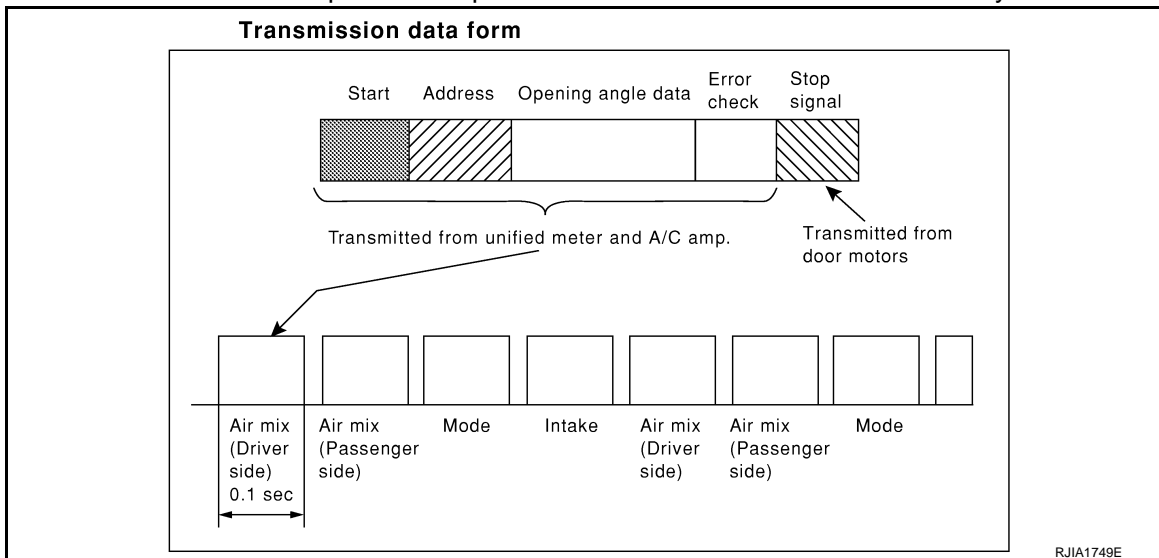 Transmission data form
Start Address Opening angle data Error check Stop signal
Transmitted from unified meter and A/C amp.
Transmitted from door motors
Air mix (Driver side) 0.1 sec
Air mix (Passenger side)
Mode
Intake
Air mix (Driver side)
Air mix (Passenger side)
Mode
RJIA1749E